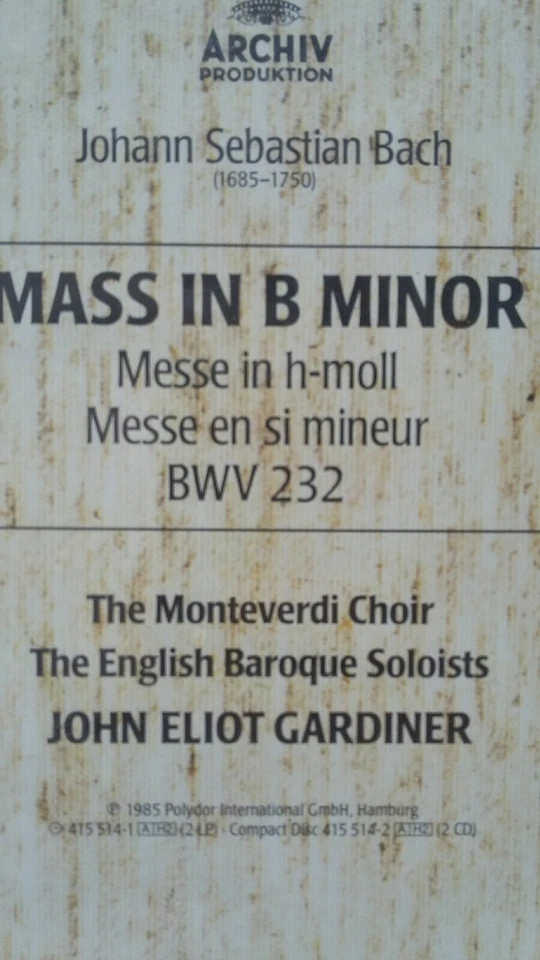 ARCHIV
PRODUKTION
Johann Sebastian Bach
(1685–1750)
MASS IN B MINOR
Messe in h-moll
Messe en si mineur
BWV 232
The Monteverdi Choir
The English Baroque Soloists
JOHN ELIOT GARDINER
℗ 1985 Polydor International GmbH, Hamburg
415 514-1 AH2 (2 LP) · Compact Disc 415 514-2 AH2 (2 CD)